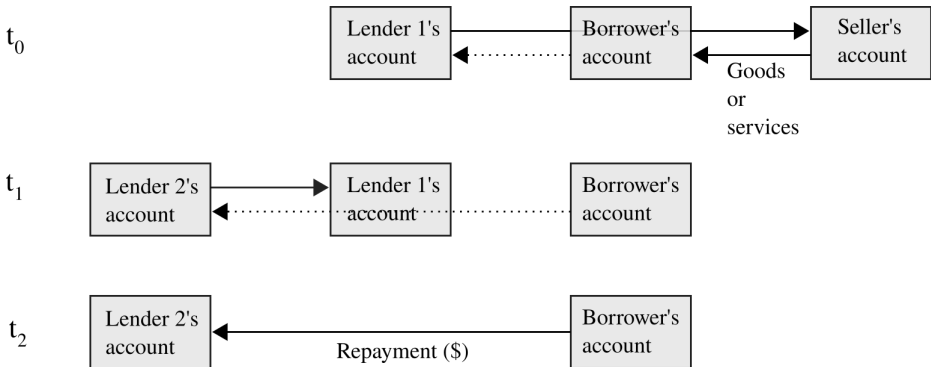 t0
Lender 1's
account
Borrower's
account
Seller's
account
Goods
or
services
t1
Lender 2's
account
Lender 1's
account
Borrower's
account
t2
Lender 2's
account
Borrower's
account
Repayment ($)